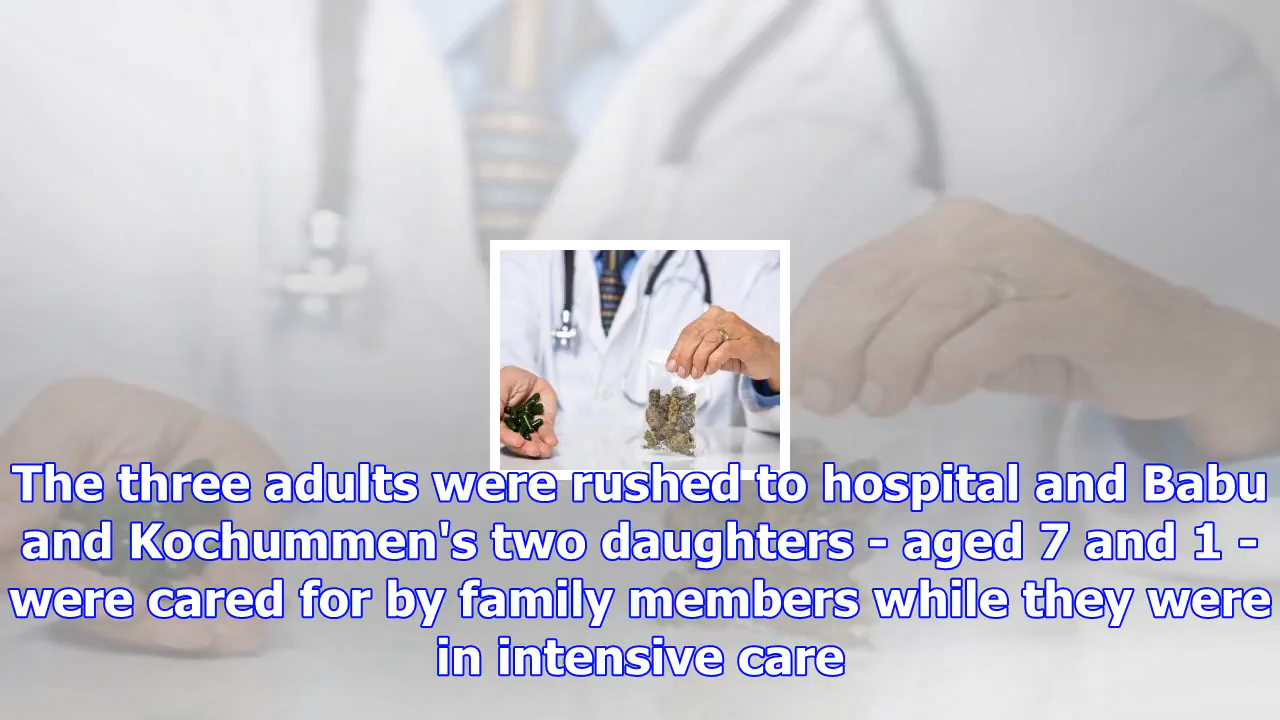 The three adults were rushed to hospital and Babu
and Kochummen's two daughters - aged 7 and 1 -
were cared for by family members while they were
in intensive care